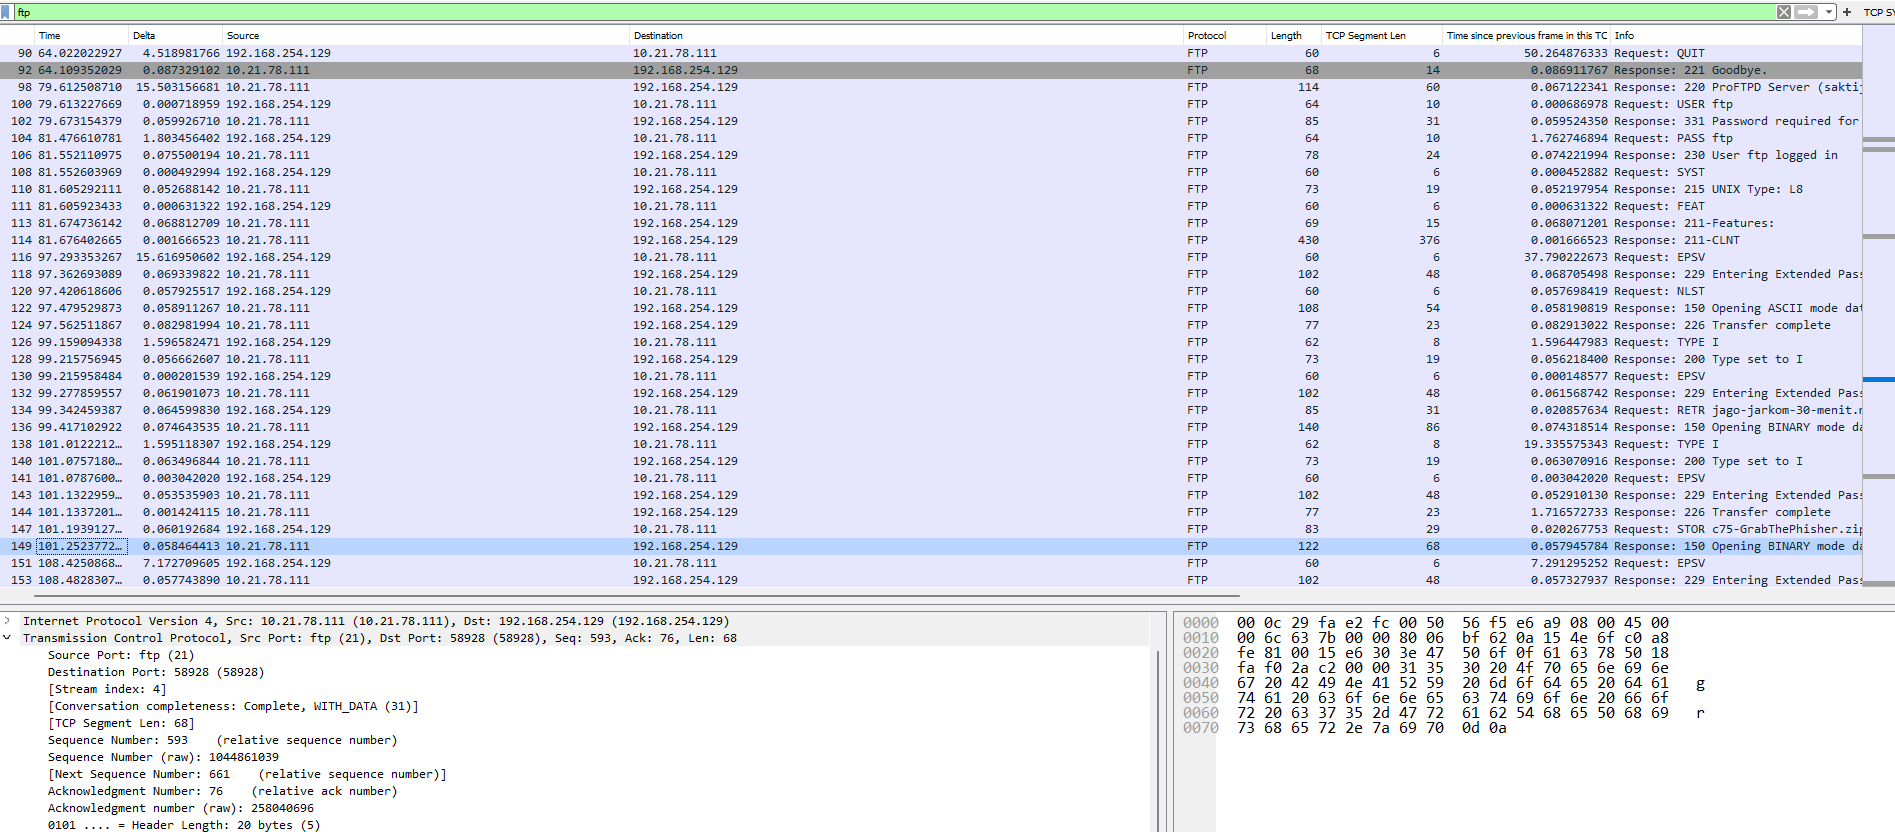 ftp + TCP SY
Time Delta Source Destination Protocol Length TCP Segment Len Time since previous frame in this TC Info
90 64.022022927 4.518981766 192.168.254.129 10.21.78.111 FTP 60 6 50.264876333 Request: QUIT
92 64.109352029 0.087329102 10.21.78.111 192.168.254.129 FTP 68 14 0.086911767 Response: 221 Goodbye.
98 79.612508710 15.503156681 10.21.78.111 192.168.254.129 FTP 114 60 0.067122341 Response: 220 ProFTPD Server (saktij
100 79.613227669 0.000718959 192.168.254.129 10.21.78.111 FTP 64 10 0.000686978 Request: USER ftp
102 79.673154379 0.059926710 10.21.78.111 192.168.254.129 FTP 85 31 0.059524350 Response: 331 Password required for
104 81.476610781 1.803456402 192.168.254.129 10.21.78.111 FTP 64 10 1.762746894 Request: PASS ftp
106 81.552110975 0.075500194 10.21.78.111 192.168.254.129 FTP 78 24 0.074221994 Response: 230 User ftp logged in
108 81.552603969 0.000492994 192.168.254.129 10.21.78.111 FTP 60 6 0.000452882 Request: SYST
110 81.605292111 0.052688142 10.21.78.111 192.168.254.129 FTP 73 19 0.052197954 Response: 215 UNIX Type: L8
111 81.605923433 0.000631322 192.168.254.129 10.21.78.111 FTP 60 6 0.000631322 Request: FEAT
113 81.674736142 0.068812709 10.21.78.111 192.168.254.129 FTP 69 15 0.068071201 Response: 211-Features:
114 81.676402665 0.001666523 10.21.78.111 192.168.254.129 FTP 430 376 0.001666523 Response: 211-CLNT
116 97.293353267 15.616950602 192.168.254.129 10.21.78.111 FTP 60 6 37.790222673 Request: EPSV
118 97.362693089 0.069339822 10.21.78.111 192.168.254.129 FTP 102 48 0.068705498 Response: 229 Entering Extended Pass
120 97.420618606 0.057925517 192.168.254.129 10.21.78.111 FTP 60 6 0.057698419 Request: NLST
122 97.479529873 0.058911267 10.21.78.111 192.168.254.129 FTP 108 54 0.058190819 Response: 150 Opening ASCII mode dat
124 97.562511867 0.082981994 10.21.78.111 192.168.254.129 FTP 77 23 0.082913022 Response: 226 Transfer complete
126 99.159094338 1.596582471 192.168.254.129 10.21.78.111 FTP 62 8 1.596447983 Request: TYPE I
128 99.215756945 0.056662607 10.21.78.111 192.168.254.129 FTP 73 19 0.056218400 Response: 200 Type set to I
130 99.215958484 0.000201539 192.168.254.129 10.21.78.111 FTP 60 6 0.000148577 Request: EPSV
132 99.277859557 0.061901073 10.21.78.111 192.168.254.129 FTP 102 48 0.061568742 Response: 229 Entering Extended Pass
134 99.342459387 0.064599830 192.168.254.129 10.21.78.111 FTP 85 31 0.020857634 Request: RETR jago-jarkom-30-menit.r
136 99.417102922 0.074643535 10.21.78.111 192.168.254.129 FTP 140 86 0.074318514 Response: 150 Opening BINARY mode da
138 101.0122212… 1.595118307 192.168.254.129 10.21.78.111 FTP 62 8 19.335575343 Request: TYPE I
140 101.0757180… 0.063496844 10.21.78.111 192.168.254.129 FTP 73 19 0.063070916 Response: 200 Type set to I
141 101.0787600… 0.003042020 192.168.254.129 10.21.78.111 FTP 60 6 0.003042020 Request: EPSV
143 101.1322959… 0.053535903 10.21.78.111 192.168.254.129 FTP 102 48 0.052910130 Response: 229 Entering Extended Pass
144 101.1337201… 0.001424115 10.21.78.111 192.168.254.129 FTP 77 23 1.716572733 Response: 226 Transfer complete
147 101.1939127… 0.060192684 192.168.254.129 10.21.78.111 FTP 83 29 0.020267753 Request: STOR c75-GrabThePhisher.zip
149 101.2523772… 0.058464413 10.21.78.111 192.168.254.129 FTP 122 68 0.057945784 Response: 150 Opening BINARY mode da
151 108.4250868… 7.172709605 192.168.254.129 10.21.78.111 FTP 60 6 7.291295252 Request: EPSV
153 108.4828307… 0.057743890 10.21.78.111 192.168.254.129 FTP 102 48 0.057327937 Response: 229 Entering Extended Pass
Internet Protocol Version 4, Src: 10.21.78.111 (10.21.78.111), Dst: 192.168.254.129 (192.168.254.129)
Transmission Control Protocol, Src Port: ftp (21), Dst Port: 58928 (58928), Seq: 593, Ack: 76, Len: 68
Source Port: ftp (21)
Destination Port: 58928 (58928)
[Stream index: 4]
[Conversation completeness: Complete, WITH_DATA (31)]
[TCP Segment Len: 68]
Sequence Number: 593 (relative sequence number)
Sequence Number (raw): 1044861039
[Next Sequence Number: 661 (relative sequence number)]
Acknowledgment Number: 76 (relative ack number)
Acknowledgment number (raw): 258040696
0101 .... = Header Length: 20 bytes (5)
0000 00 0c 29 fa e2 fc 00 50 56 f5 e6 a9 08 00 45 00
0010 00 6c 63 7b 00 00 80 06 bf 62 0a 15 4e 6f c0 a8
0020 fe 81 00 15 e6 30 3e 47 50 6f 0f 61 63 78 50 18
0030 fa f0 2a c2 00 00 31 35 30 20 4f 70 65 6e 69 6e
0040 67 20 42 49 4e 41 52 59 20 6d 6f 64 65 20 64 61 g
0050 74 61 20 63 6f 6e 6e 65 63 74 69 6f 6e 20 66 6f
0060 72 20 63 37 35 2d 47 72 61 62 54 68 65 50 68 69 r
0070 73 68 65 72 2e 7a 69 70 0d 0a